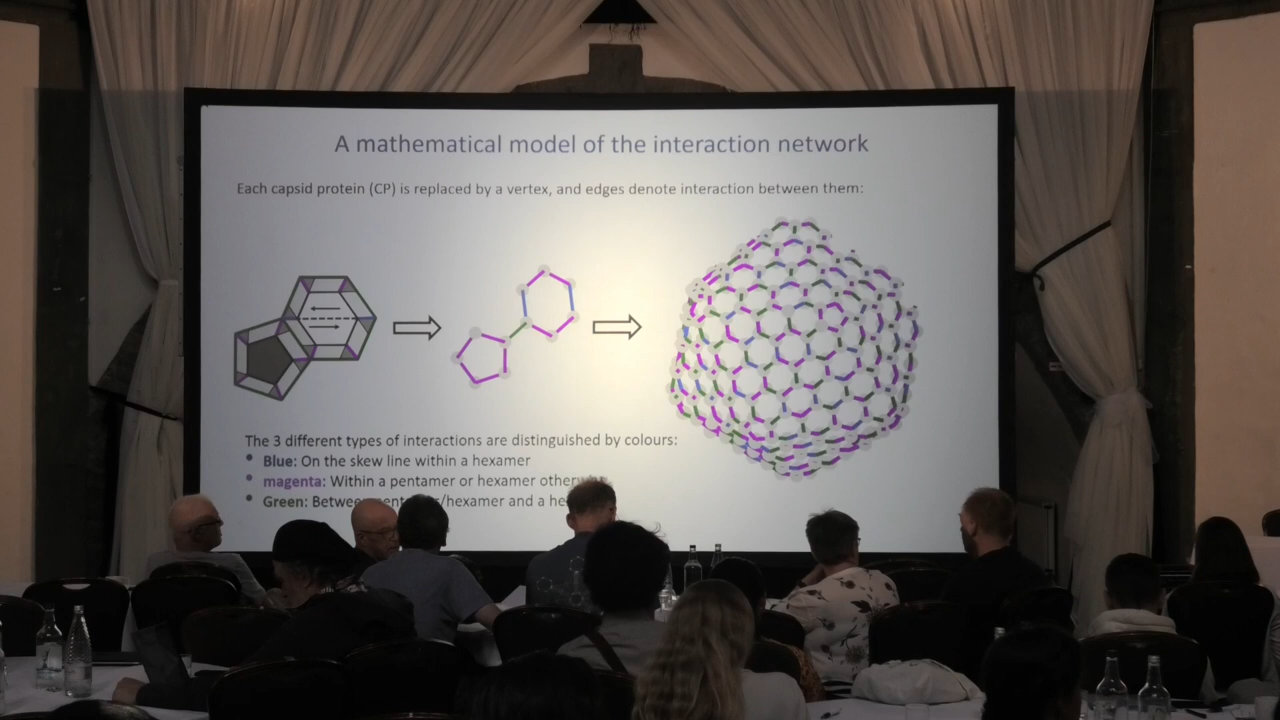 A mathematical model of the interaction network
Each capsid protein (CP) is replaced by a vertex, and edges denote interaction between them:
The 3 different types of interactions are distinguished by colours:
• Blue: On the skew line within a hexamer
• magenta: Within a pentamer or hexamer
• Green: /hexamer and a